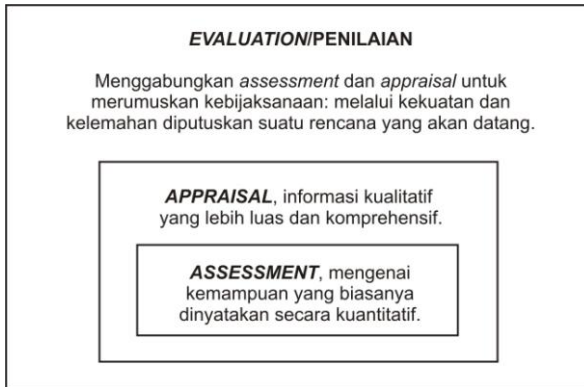 EVALUATION/PENILAIAN
Menggabungkan assessment dan appraisal untuk
merumuskan kebijaksanaan: melalui kekuatan dan
kelemahan diputuskan suatu rencana yang akan datang.
APPRAISAL, informasi kualitatif
yang lebih luas dan komprehensif.
ASSESSMENT, mengenai
kemampuan yang biasanya
dinyatakan secara kuantitatif.